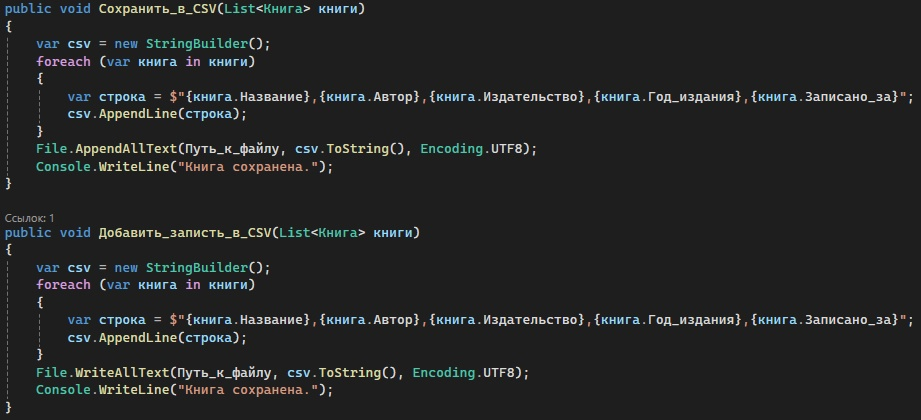 public void Сохранить_в_CSV(List<Книга> книги)
{
var csv = new StringBuilder();
foreach (var книга in книги)
{
var строка = $"{книга.Название},{книга.Автор},{книга.Издательство},{книга.Год_издания},{книга.Записано_за}";
csv.AppendLine(строка);
}
File.AppendAllText(Путь_к_файлу, csv.ToString(), Encoding.UTF8);
Console.WriteLine("Книга сохранена.");
}
Ссылок: 1
public void Добавить_запистьь_в_CSV(List<Книга> книги)
{
var csv = new StringBuilder();
foreach (var книга in книги)
{
var строка = $"{книга.Название},{книга.Автор},{книга.Издательство},{книга.Год_издания},{книга.Записано_за}";
csv.AppendLine(строка);
}
File.WriteAllText(Путь_к_файлу, csv.ToString(), Encoding.UTF8);
Console.WriteLine("Книга сохранена.");
}